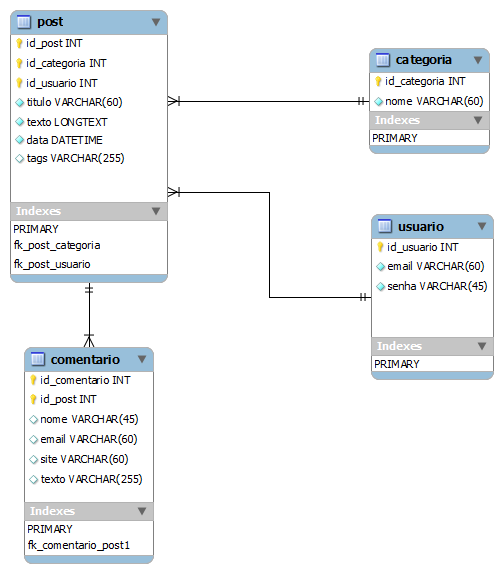 post
id_post INT
id_categoria INT
id_usuario INT
titulo VARCHAR(60)
texto LONGTEXT
data DATETIME
tags VARCHAR(255)
Indexes
PRIMARY
fk_post_categoria
fk_post_usuario
categoria
id_categoria INT
nome VARCHAR(60)
Indexes
PRIMARY
usuario
id_usuario INT
email VARCHAR(60)
senha VARCHAR(45)
Indexes
PRIMARY
comentario
id_comentario INT
id_post INT
nome VARCHAR(45)
email VARCHAR(60)
site VARCHAR(60)
texto VARCHAR(255)
Indexes
PRIMARY
fk_comentario_post1